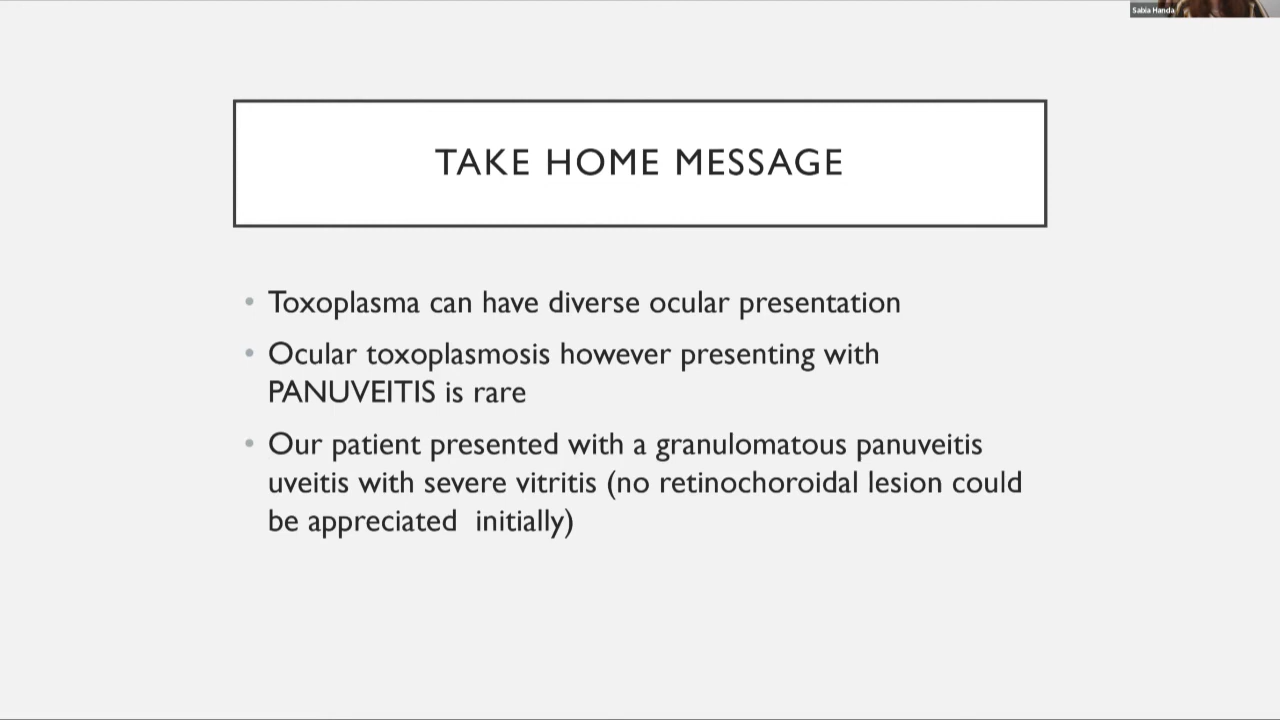 Sabia Handa
TAKE HOME MESSAGE
• Toxoplasma can have diverse ocular presentation
• Ocular toxoplasmosis however presenting with
PANUVEITIS is rare
• Our patient presented with a granulomatous panuveitis
uveitis with severe vitritis (no retinochoroidal lesion could
be appreciated  initially)